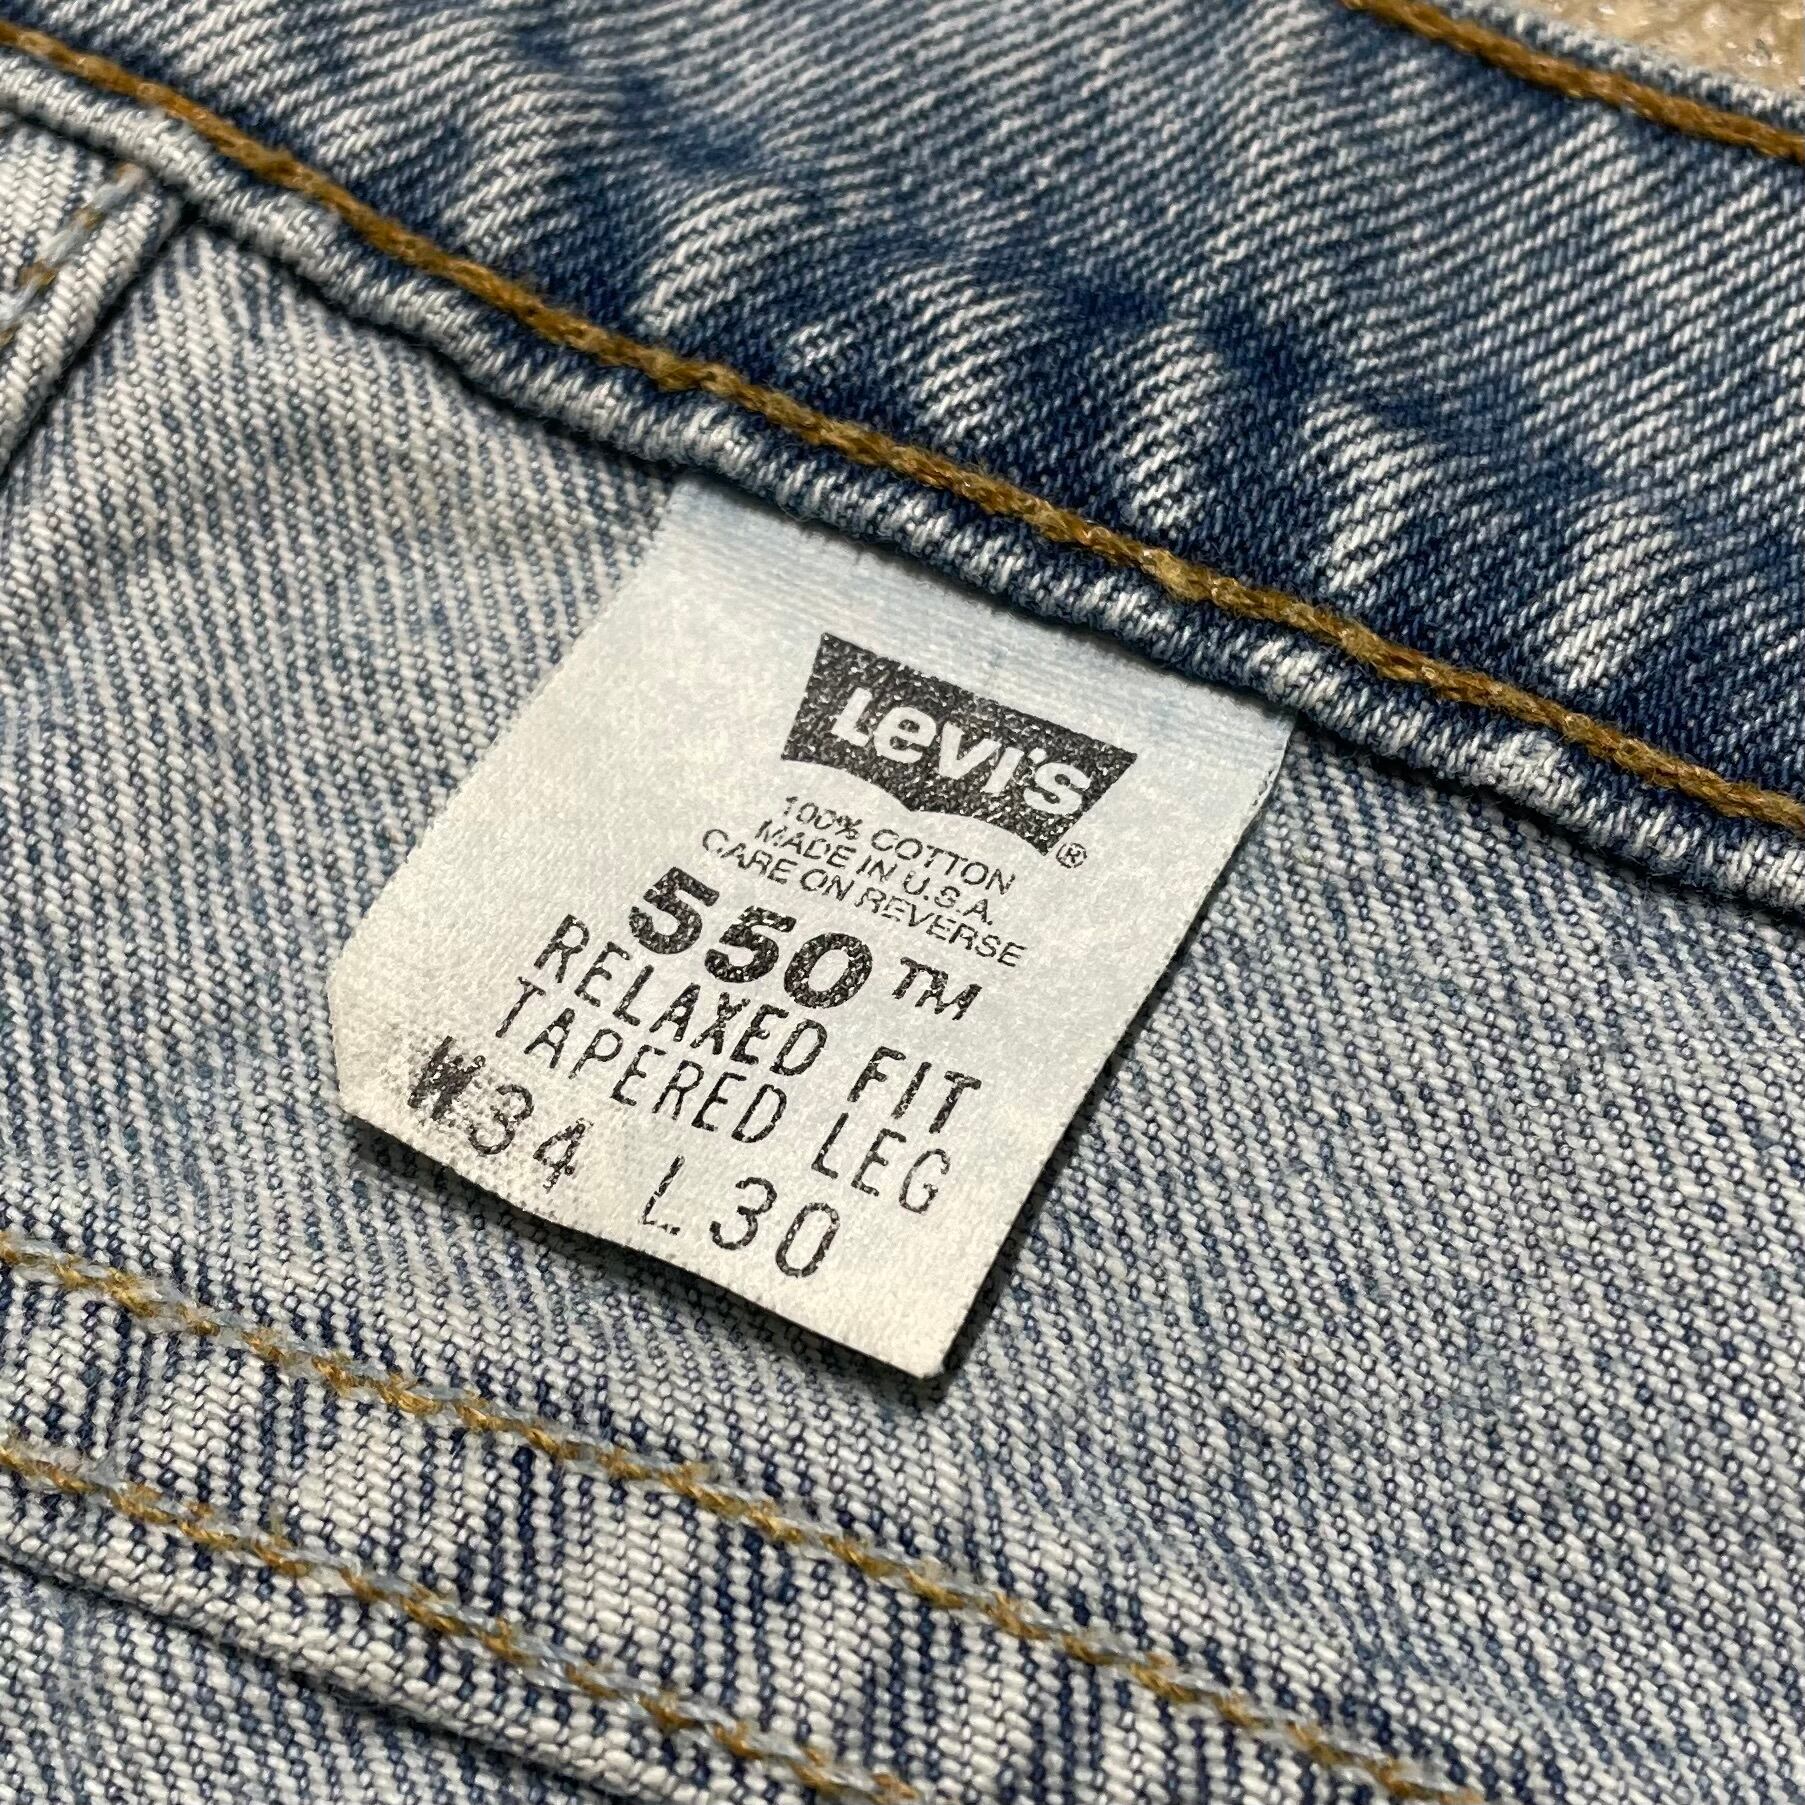 Levi's®
100% COTTON
MADE IN U.S.A.
CARE ON REVERSE
550™
RELAXED FIT
TAPERED LEG
W34 L30